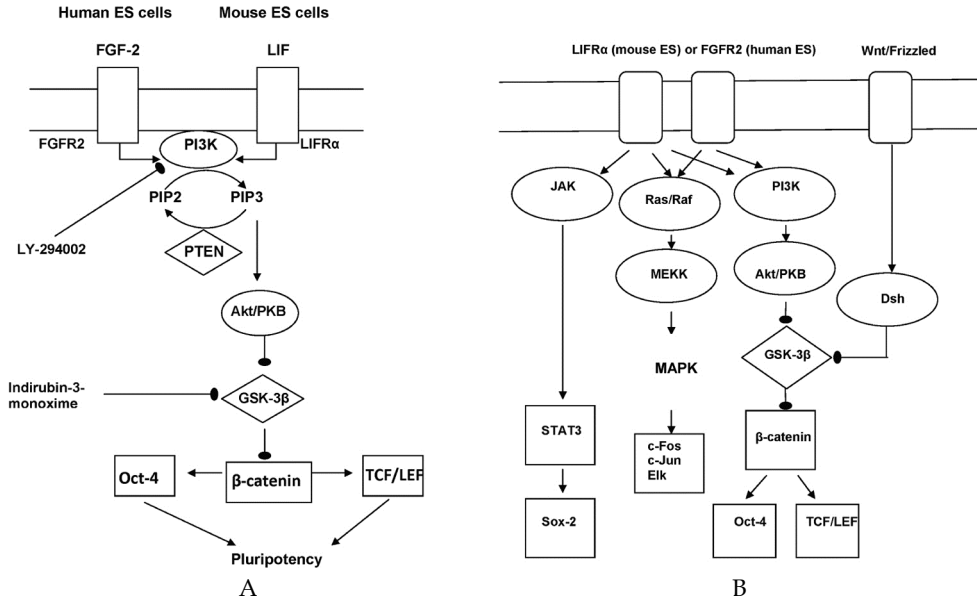 Human ES cells
Mouse ES cells
FGF-2
LIF
FGFR2
PI3K
LIFRα
PIP2
PIP3
LY-294002
PTEN
Akt/PKB
Indirubin-3-
monoxime
GSK-3β
Oct-4
β-catenin
TCF/LEF
Pluripotency
A
LIFRα (mouse ES) or FGFR2 (human ES)
Wnt/Frizzled
JAK
Ras/Raf
PI3K
MEKK
Akt/PKB
Dsh
MAPK
GSK-3β
STAT3
c-Fos
c-Jun
Elk
β-catenin
Sox-2
Oct-4
TCF/LEF
B